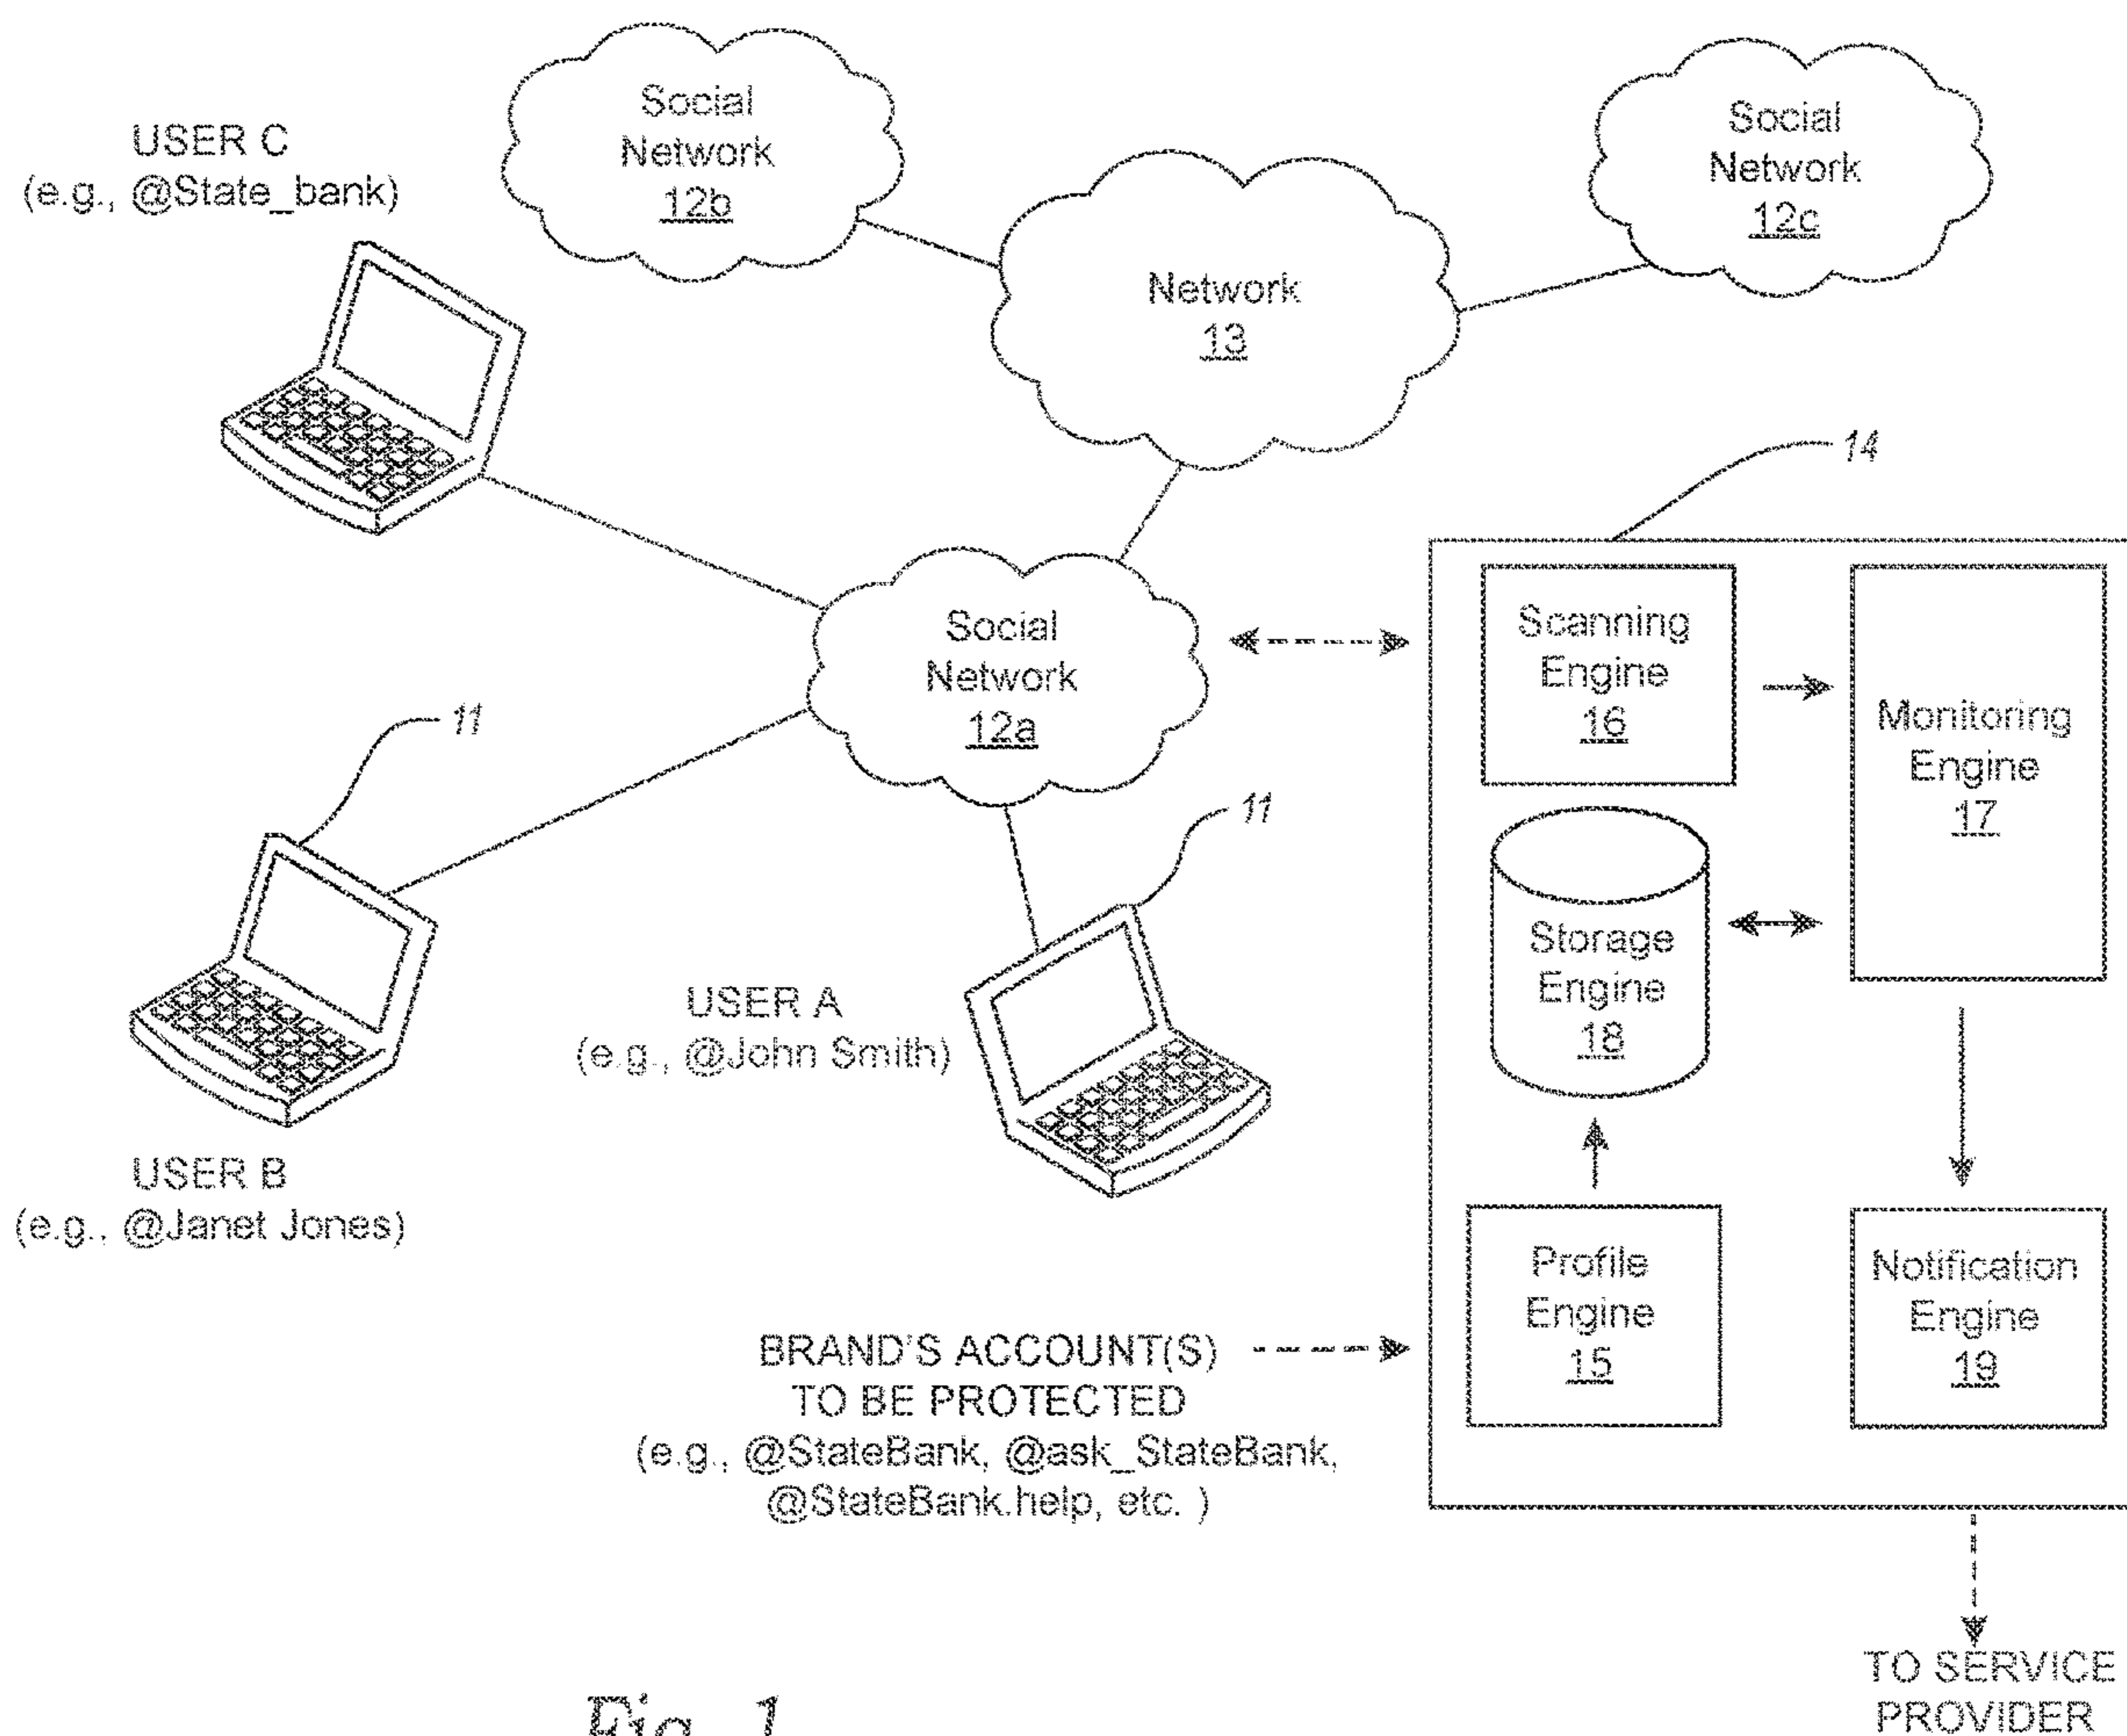 Social
Network
12b
Social
Network
12c
USER C
(e.g., @State_bank)
Network
13
14
Social
Network
12a
Scanning
Engine
16
Monitoring
Engine
17
11
11
Storage
Engine
18
USER A
(e.g., @John Smith)
USER B
(e.g., @Janet Jones)
Profile
Engine
15
Notification
Engine
19
BRAND'S ACCOUNT(S)
TO BE PROTECTED
(e.g., @StateBank, @ask_StateBank,
@StateBank.help, etc. )
TO SERVICE
PROVIDER
Fig. 1